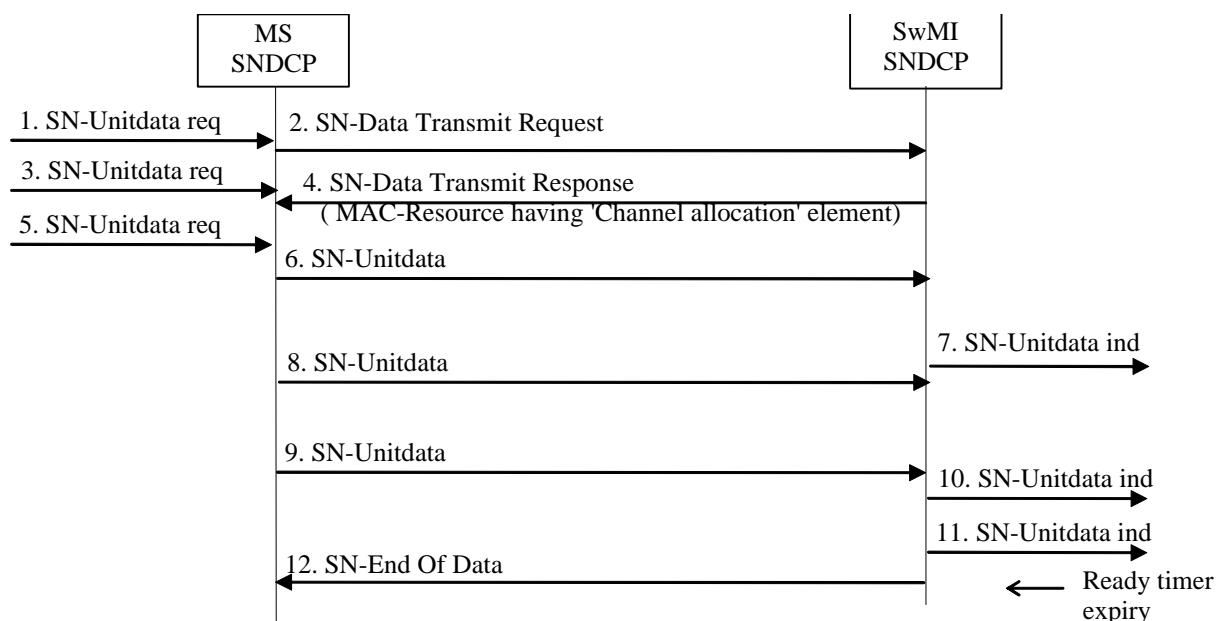 MS
SNDCP
SwMI
SNDCP
1. SN-Unitdata req
2. SN-Data Transmit Request
3. SN-Unitdata req
4. SN-Data Transmit Response
( MAC-Resource having 'Channel allocation' element)
5. SN-Unitdata req
6. SN-Unitdata
7. SN-Unitdata ind
8. SN-Unitdata
9. SN-Unitdata
10. SN-Unitdata ind
11. SN-Unitdata ind
12. SN-End Of Data
Ready timer
expiry